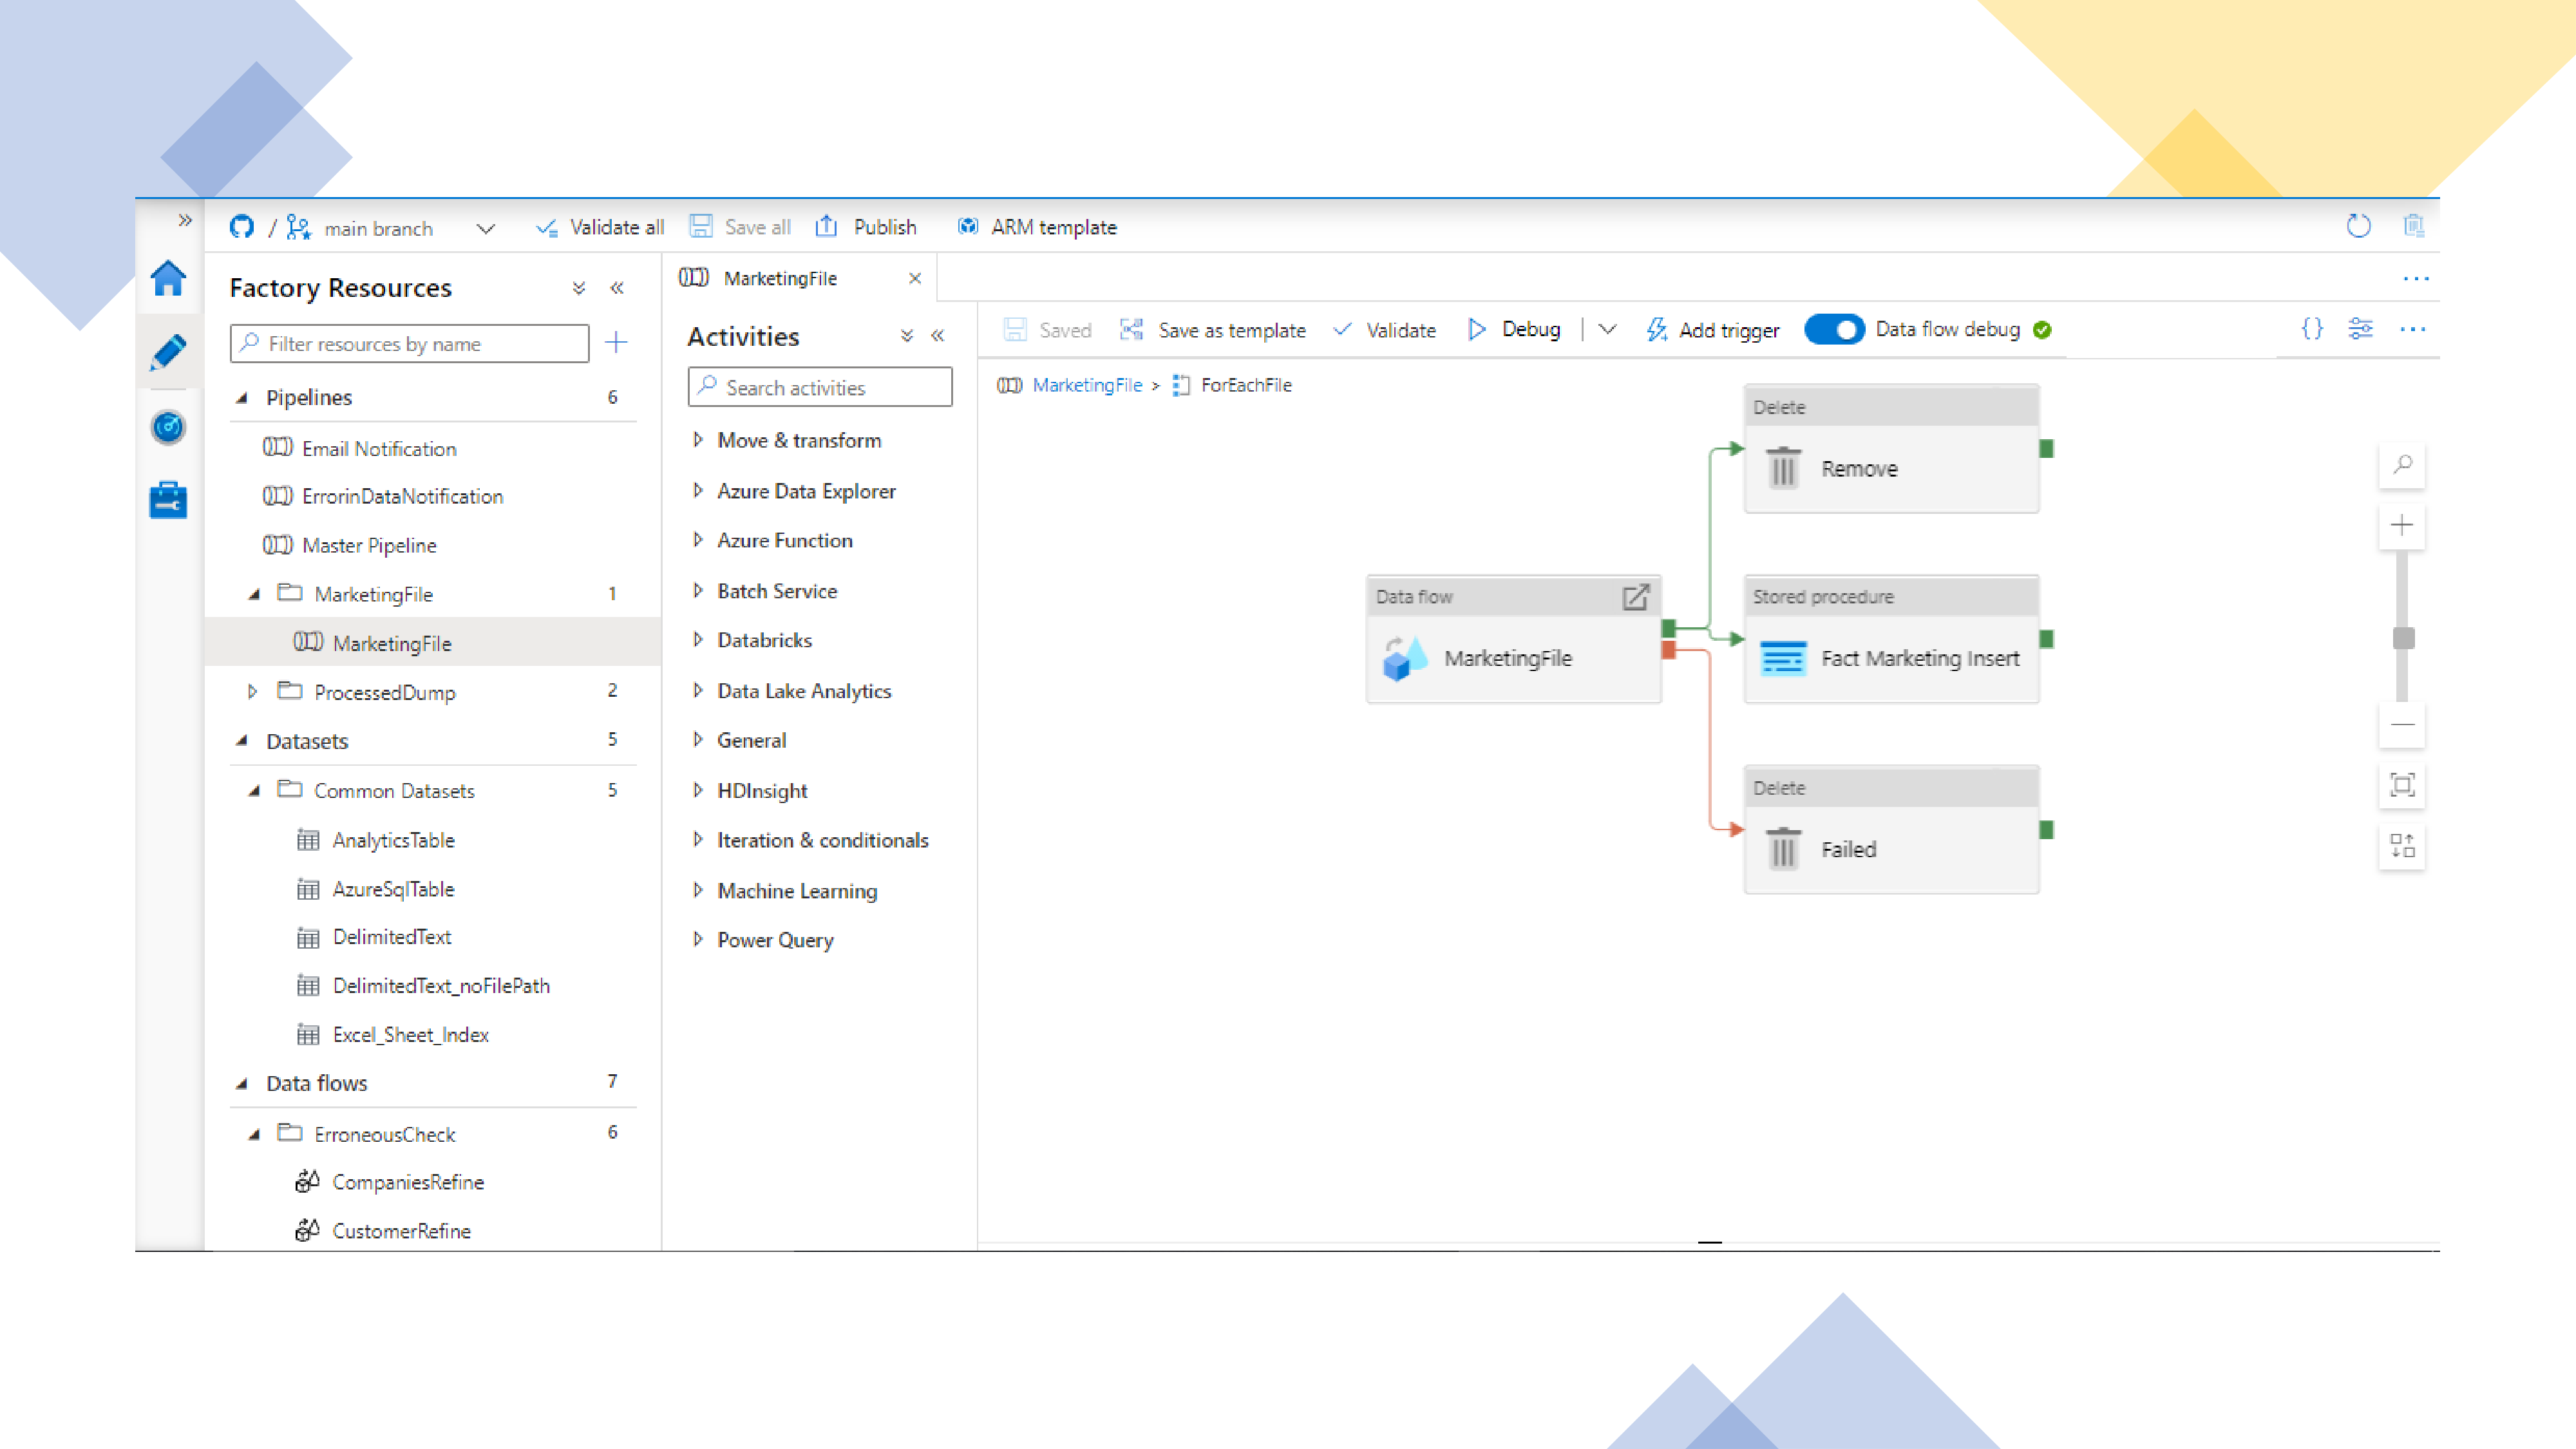 / main branch Validate all Save all Publish ARM template
Factory Resources
Filter resources by name
Pipelines 6
Email Notification
ErrorinDataNotification
Master Pipeline
MarketingFile 1
MarketingFile
ProcessedDump 2
Datasets 5
Common Datasets 5
AnalyticsTable
AzureSqlTable
DelimitedText
DelimitedText_noFilePath
Excel_Sheet_Index
Data flows 7
ErroneousCheck 6
CompaniesRefine
CustomerRefine
MarketingFile
Activities
Search activities
Move & transform
Azure Data Explorer
Azure Function
Batch Service
Databricks
Data Lake Analytics
General
HDInsight
Iteration & conditionals
Machine Learning
Power Query
Saved Save as template Validate Debug Add trigger Data flow debug
MarketingFile > ForEachFile
Delete
Remove
Data flow
MarketingFile
Stored procedure
Fact Marketing Insert
Delete
Failed